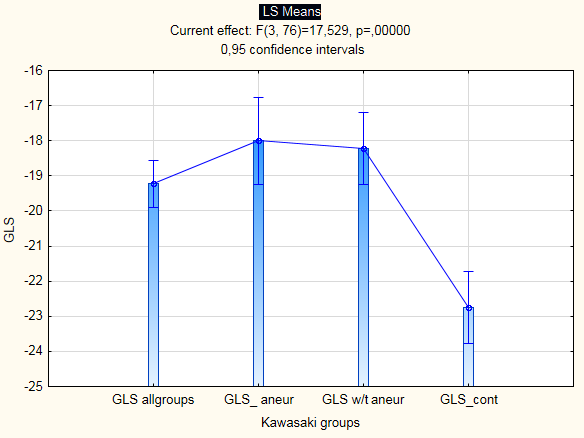 LS Means
Current effect: F(3, 76)=17,529, p=,00000
0,95 confidence intervals
-16
-17
-18
-19
-20
-21
-22
-23
-24
-25
GLS
GLS allgroups GLS_ aneur GLS w/t aneur GLS_cont
Kawasaki groups